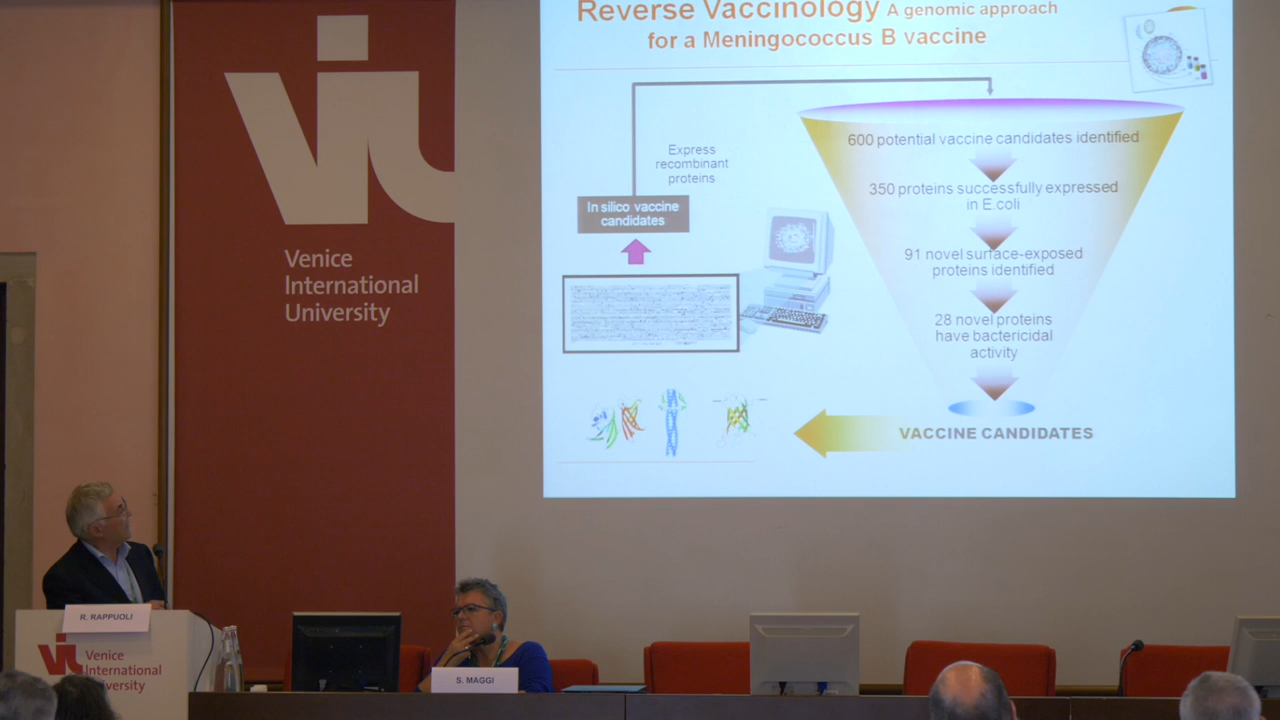 Reverse Vaccinology A genomic approach
for a Meningococcus B vaccine
viu
Venice
International
University
Express
recombinant
proteins
In silico vaccine
candidates
600 potential vaccine candidates identified
350 proteins successfully expressed
in E.coli
91 novel surface-exposed
proteins identified
28 novel proteins
have bactericidal
activity
VACCINE CANDIDATES
R. RAPPUOLI
viu
Venice
International
University
S. MAGGI